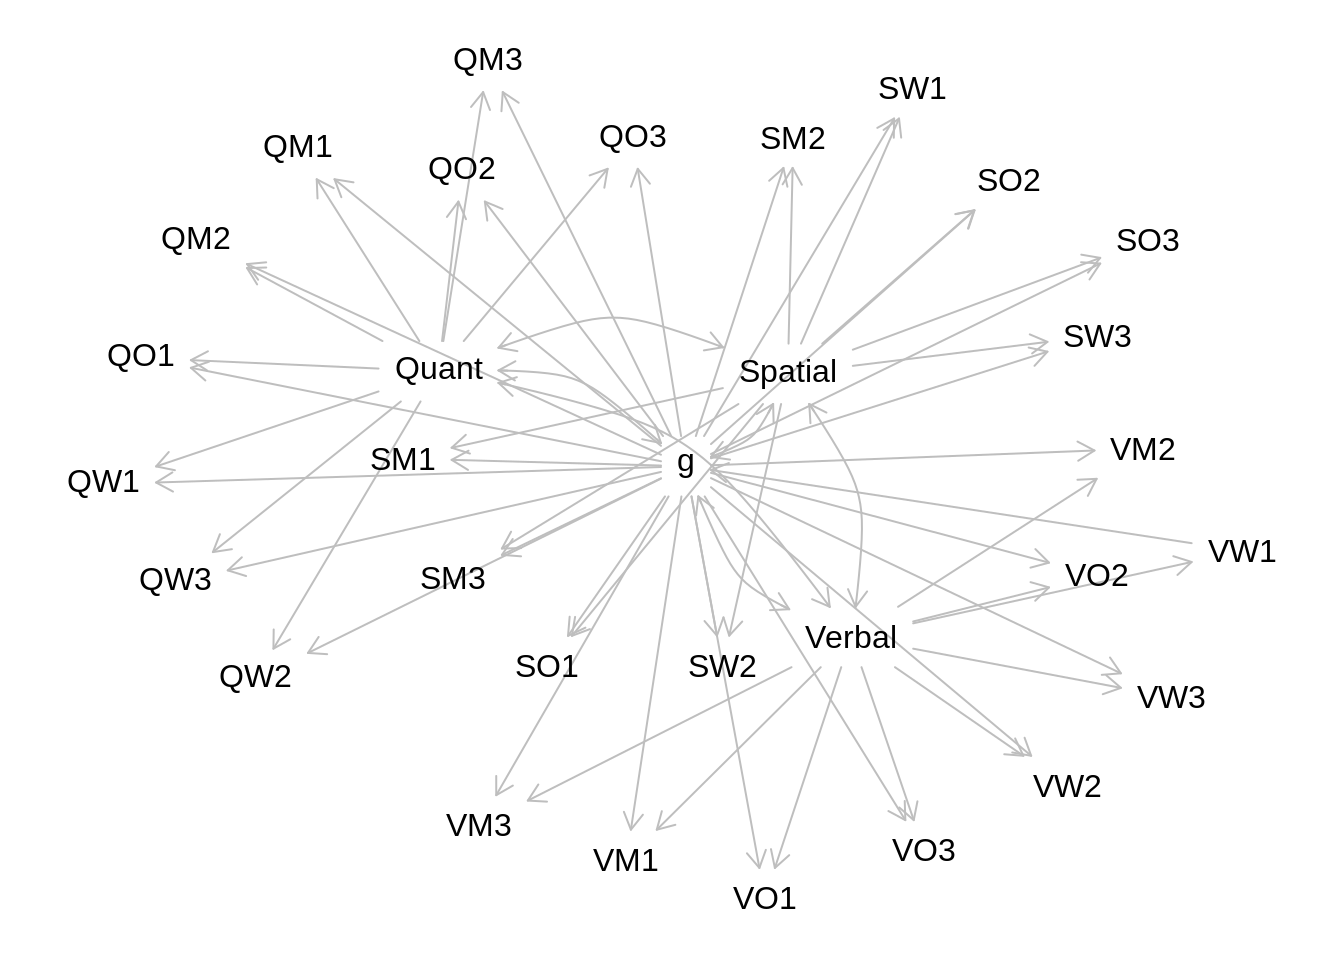 QM3
SW1
QO3
SM2
QM1
QO2
SO2
QM2
SO3
SW3
QO1
Quant
Spatial
VM2
SM1
g
QW1
VW1
VO2
QW3
SM3
Verbal
SO1
SW2
QW2
VW3
VW2
VM3
VO3
VM1
VO1